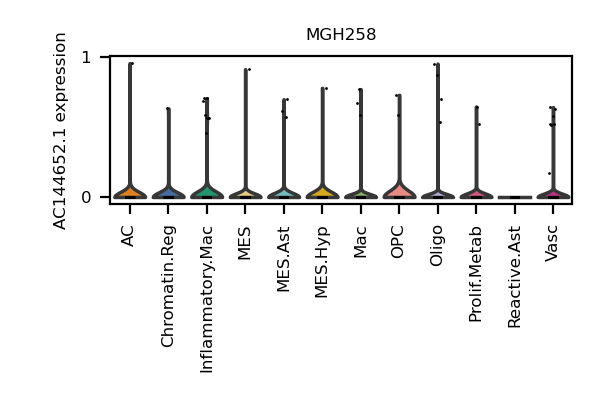 MGH258
AC144652.1 expression
1
0
AC
Chromatin.Reg
Inflammatory.Mac
MES
MES.Ast
MES.Hyp
Mac
OPC
Oligo
Prolif.Metab
Reactive.Ast
Vasc